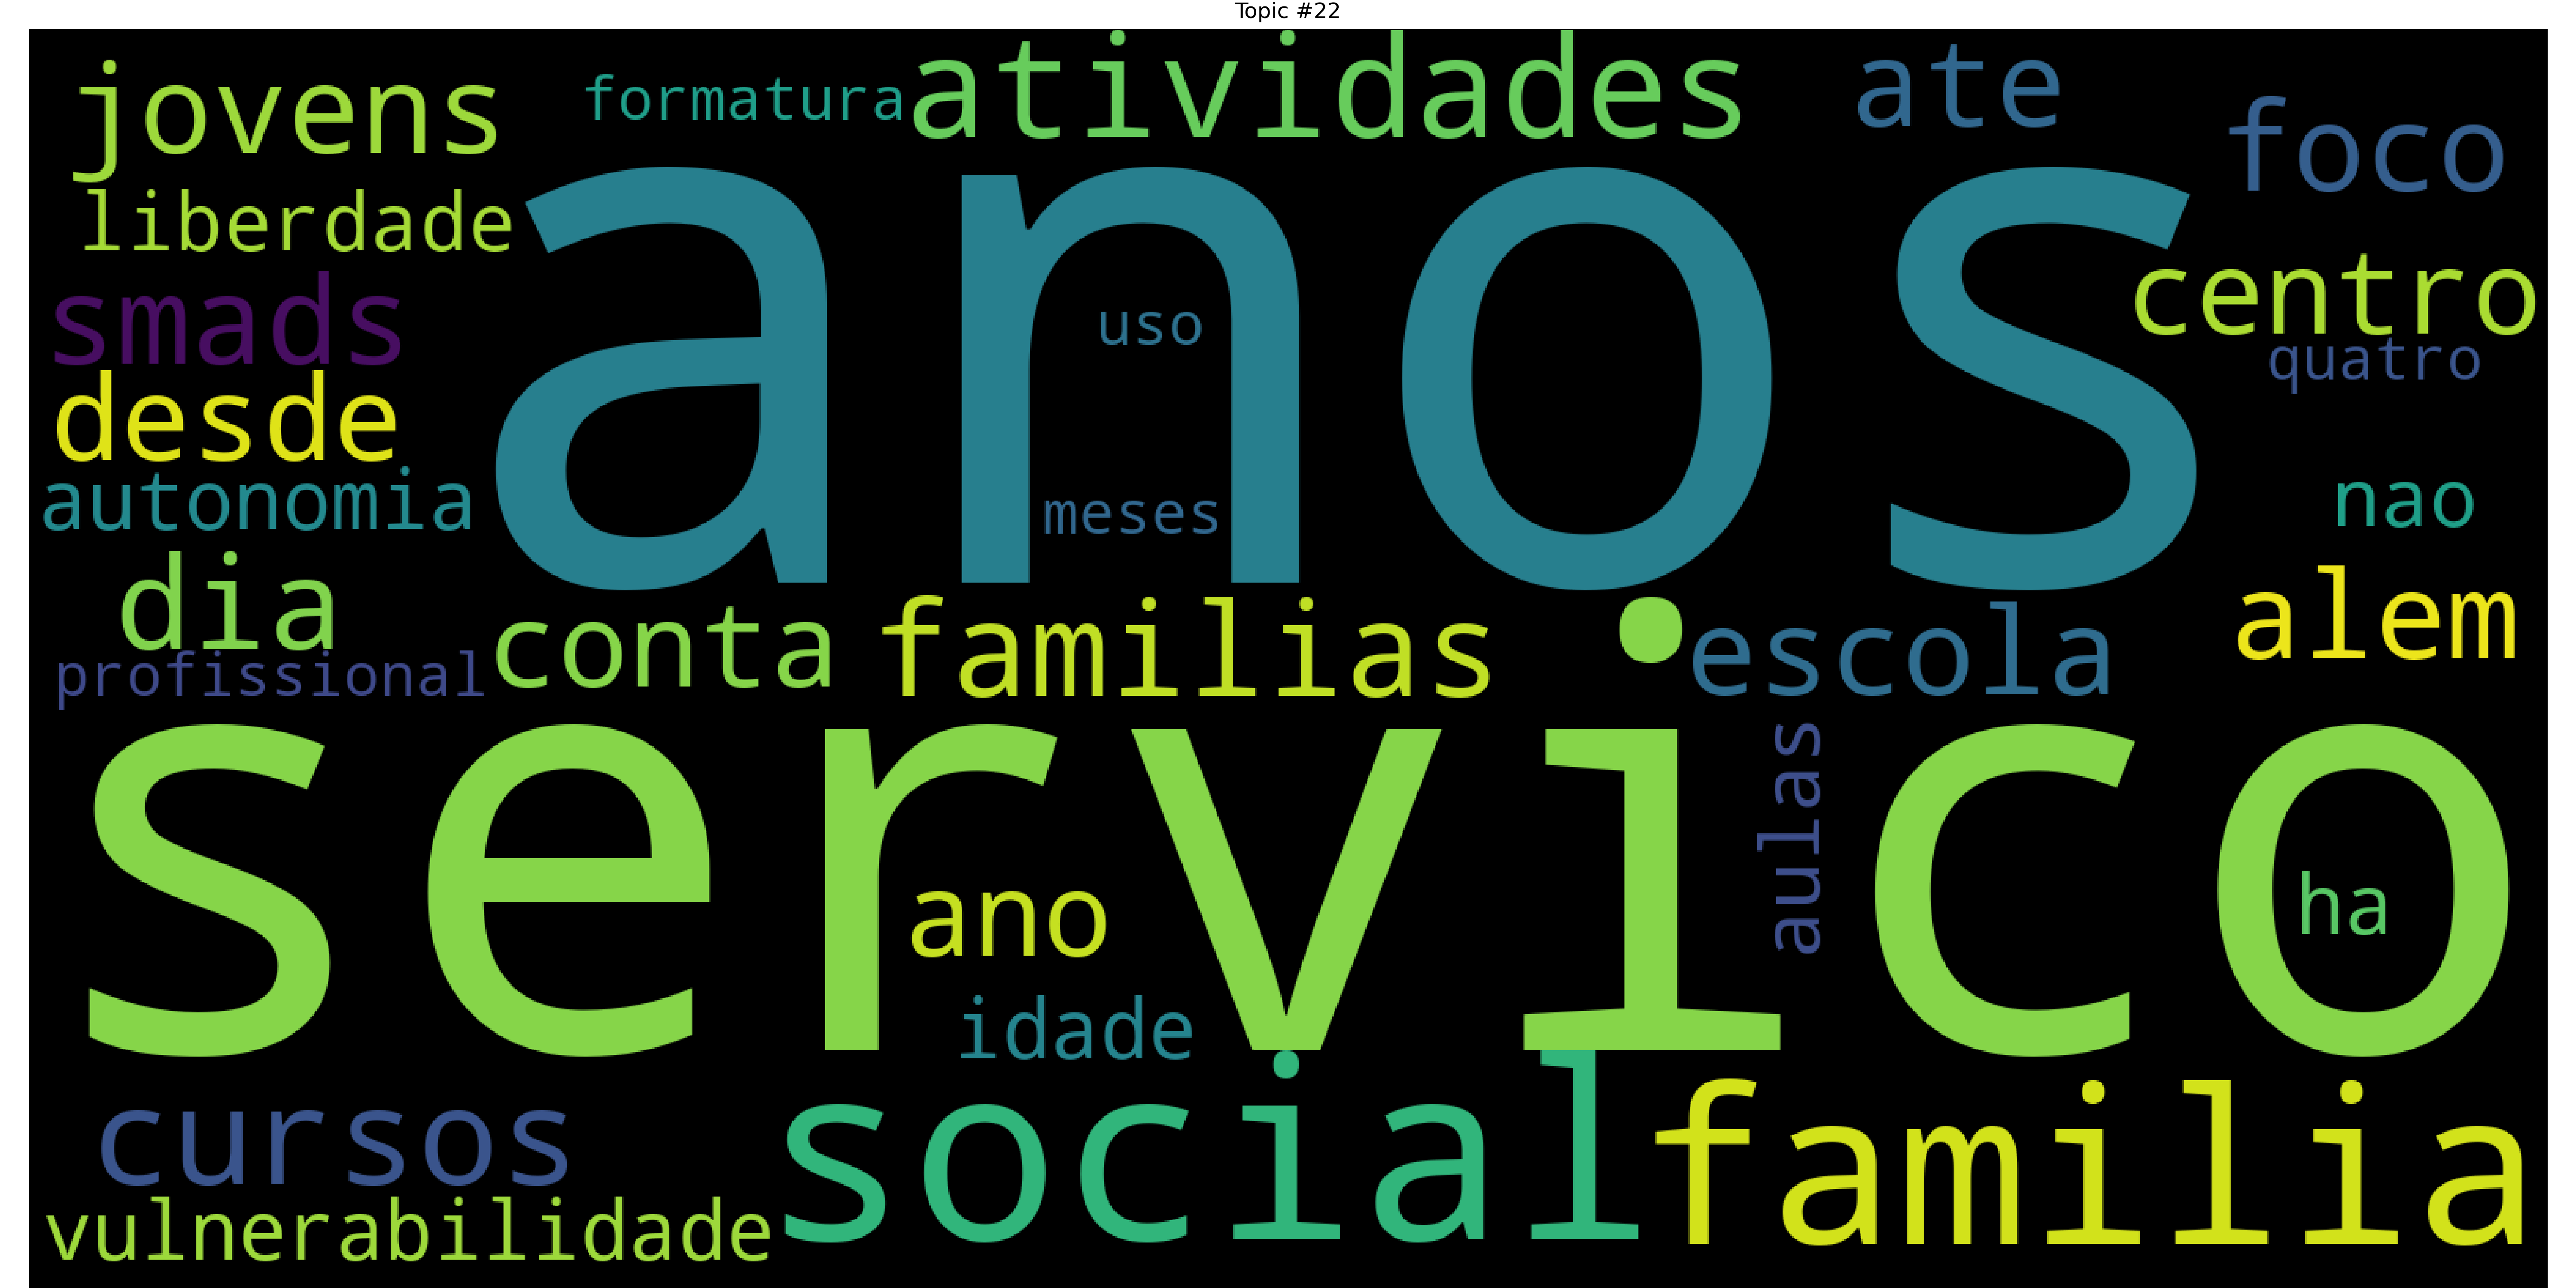 Topic #22
jovens
formatura
atividades
ate
foco
liberdade
anos
smads
uso
centro
quatro
desde
autonomia
meses
nao
dia
conta
familias
escola
alem
profissional
servico
aulas
ano
ha
idade
cursos
social
familia
vulnerabilidade